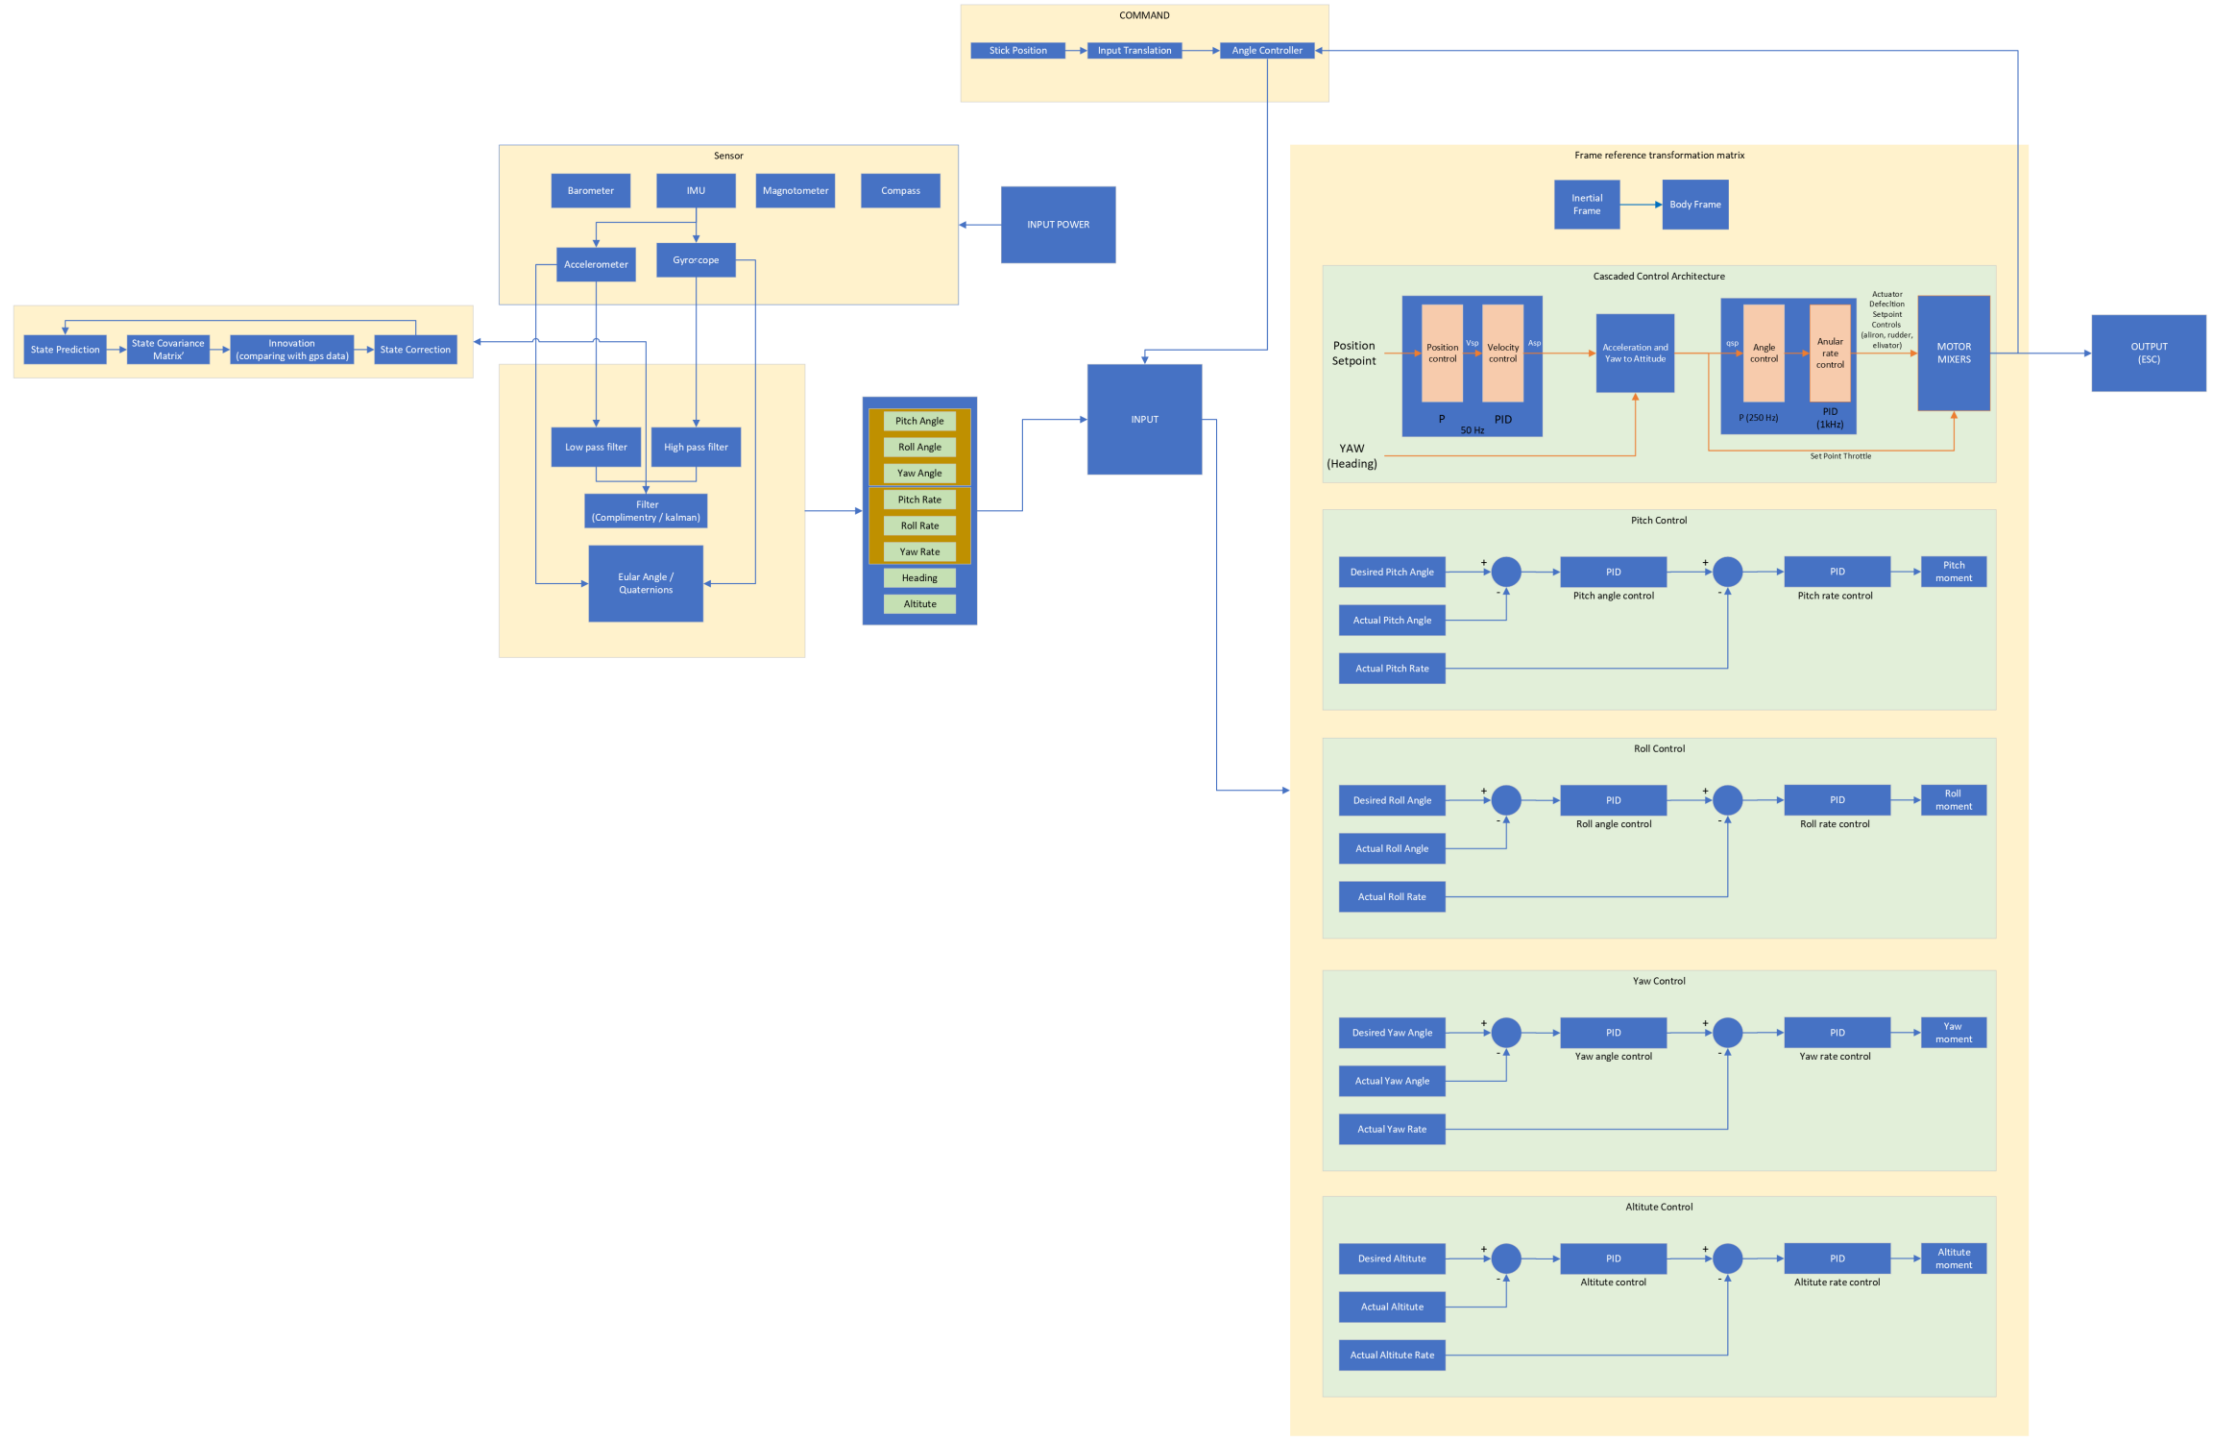 COMMAND
Stick Position
Input Translation
Angle Controller
Sensor
Barometer
IMU
Magnotometer
Compass
Accelerometer
Gyrorcope
INPUT POWER
State Prediction
State Covariance
Matrix'
Innovation
(comparing with gps data)
State Correction
Low pass filter
High pass filter
Filter
(Complimentry / kalman)
Eular Angle /
Quaternions
Pitch Angle
Roll Angle
Yaw Angle
Pitch Rate
Roll Rate
Yaw Rate
Heading
Altitute
INPUT
Frame reference transformation matrix
Inertial
Frame
Body Frame
Cascaded Control Architecture
Position
Setpoint
YAW
(Heading)
Position
control
Vsp
Velocity
control
Asp
P
PID
50 Hz
Acceleration and
Yaw to Attitude
qsp
Angle
control
Anular
rate
control
P (250 Hz)
PID
(1kHz)
Actuator
Defecltion
Setpoint
Controls
(aliron, rudder,
elivator)
MOTOR
MIXERS
Set Point Throttle
OUTPUT
(ESC)
Pitch Control
Desired Pitch Angle
+
-
PID
Pitch angle control
+
-
PID
Pitch rate control
Pitch
moment
Actual Pitch Angle
Actual Pitch Rate
Roll Control
Desired Roll Angle
+
-
PID
Roll angle control
+
-
PID
Roll rate control
Roll
moment
Actual Roll Angle
Actual Roll Rate
Yaw Control
Desired Yaw Angle
+
-
PID
Yaw angle control
+
-
PID
Yaw rate control
Yaw
moment
Actual Yaw Angle
Actual Yaw Rate
Altitute Control
Desired Altitute
+
-
PID
Altitute control
+
-
PID
Altitute rate control
Altitute
moment
Actual Altitute
Actual Altitute Rate